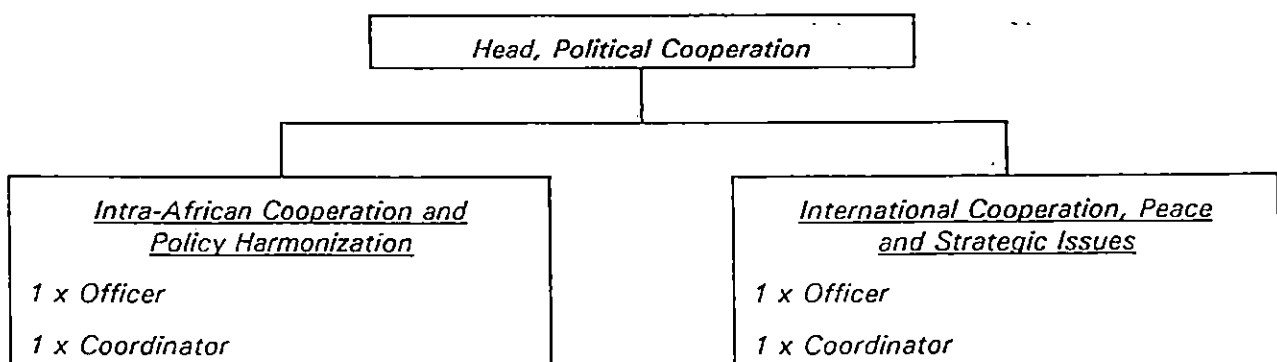 Head, Political Cooperation
Intra-African Cooperation and
Policy Harmonization
1 x Officer
1 x Coordinator
International Cooperation, Peace
and Strategic Issues
1 x Officer
1 x Coordinator